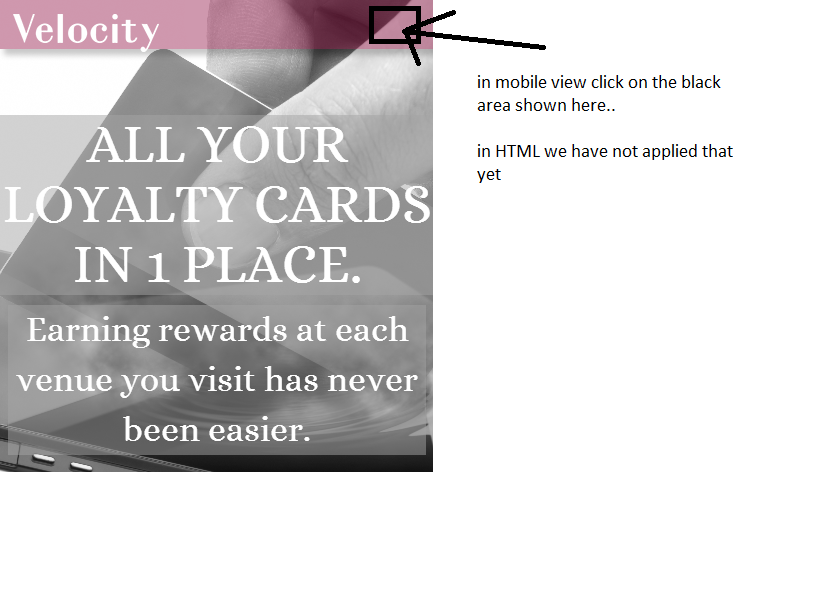 Velocity
in mobile view click on the black
area shown here..
in HTML we have not applied that
yet
ALL YOUR
LOYALTY CARDS
IN 1 PLACE.
Earning rewards at each
venue you visit has never
been easier.